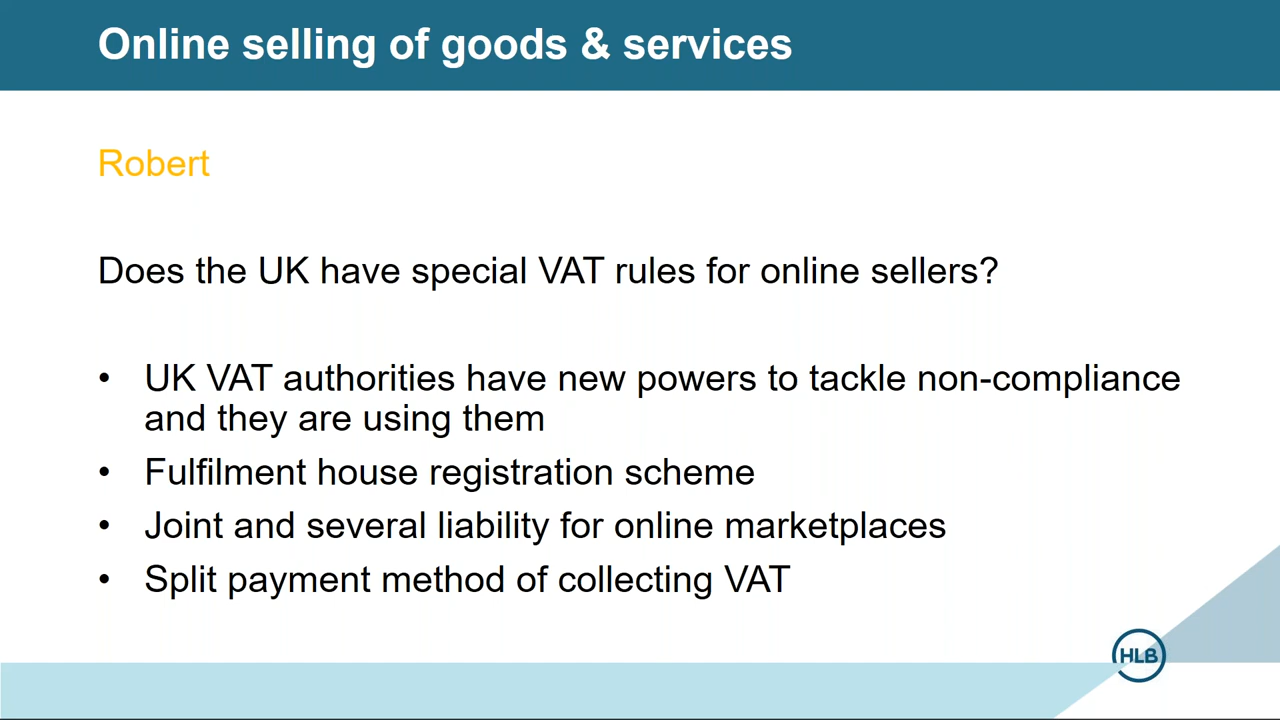 Online selling of goods & services
Robert
Does the UK have special VAT rules for online sellers?
• UK VAT authorities have new powers to tackle non-compliance
and they are using them
• Fulfilment house registration scheme
• Joint and several liability for online marketplaces
• Split payment method of collecting VAT
HLB